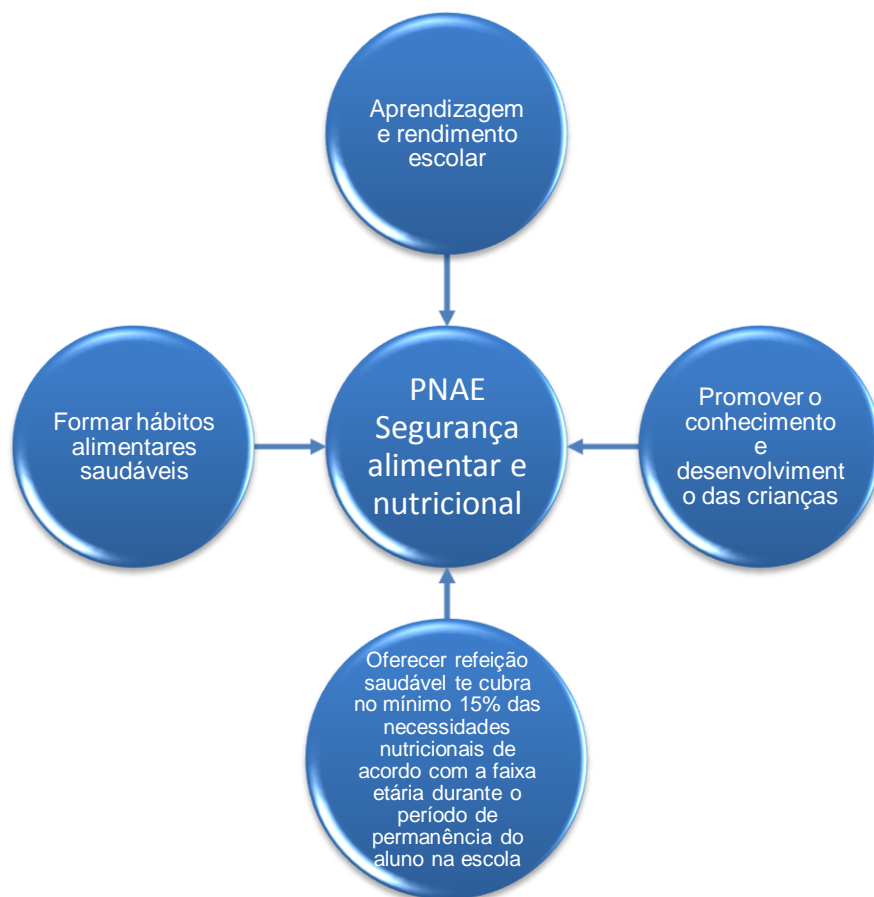 Aprendizagem
e rendimento
escolar
Formar hábitos
alimentares
saudáveis
PNAE
Segurança
alimentar e
nutricional
Promover o
conhecimento
e
desenvolviment
o das crianças
Oferecer refeição
saudável te cubra
no mínimo 15% das
necessidades
nutricionais de
acordo com a faixa
etária durante o
período de
permanência do
aluno na escola